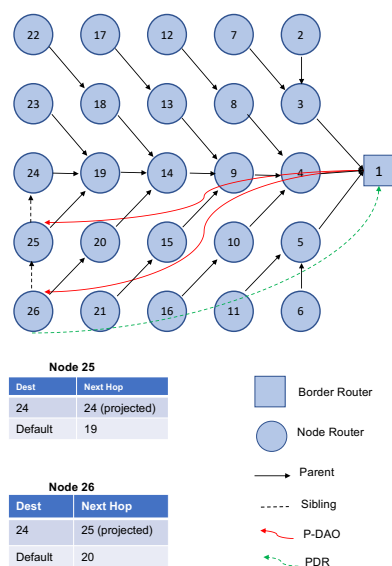 22 17 12 7 2
23 18 13 8 3
24 19 14 9 4 1
25 20 15 10 5
26 21 16 11 6
Node 25
Dest Next Hop
24 24 (projected)
Default 19
Node 26
Dest Next Hop
24 25 (projected)
Default 20
Border Router
Node Router
Parent
Sibling
P-DAO
PDR